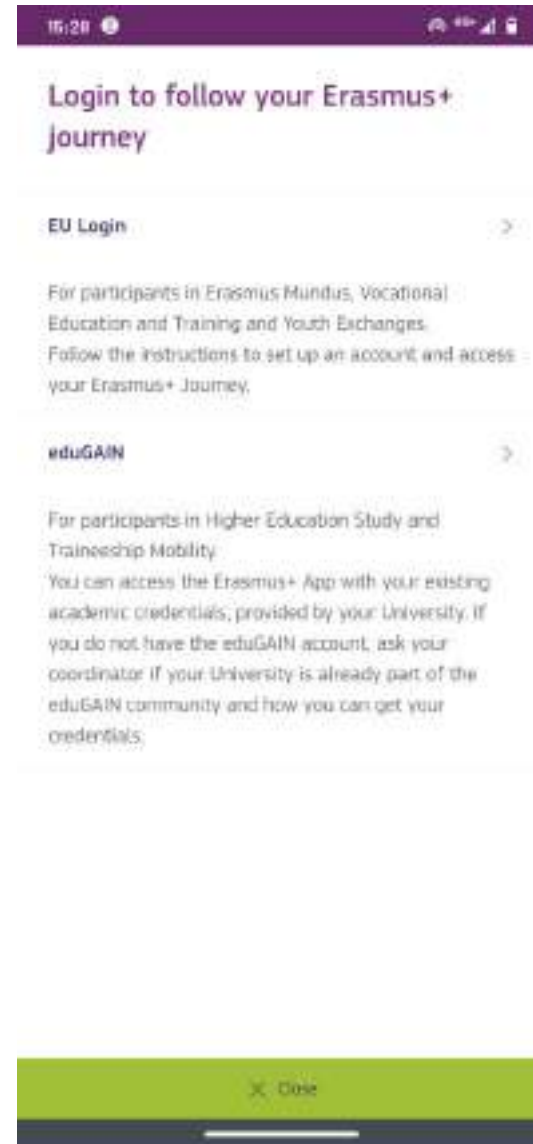 15:28
Login to follow your Erasmus+
journey
EU Login
For participants in Erasmus Mundus, Vocational
Education and Training and Youth Exchanges.
Follow the instructions to set up an account and access
your Erasmus+ Journey.
eduGAIN
For participants in Higher Education Study and
Traineeship Mobility
You can access the Erasmus+ App with your existing
academic credentials, provided by your University. If
you do not have the eduGAIN account, ask your
coordinator if your University is already part of the
eduGAIN community and how you can get your
credentials.
Close